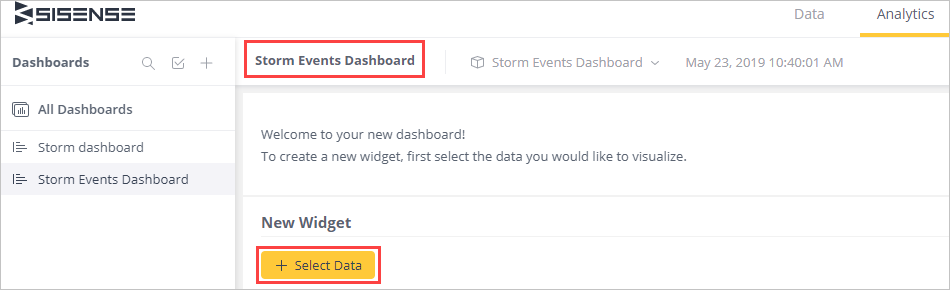 SISENSE
Data
Analytics
Dashboards
Storm Events Dashboard
Storm Events Dashboard
May 23, 2019 10:40:01 AM
All Dashboards
Storm dashboard
Storm Events Dashboard
Welcome to your new dashboard!
To create a new widget, first select the data you would like to visualize.
New Widget
+ Select Data